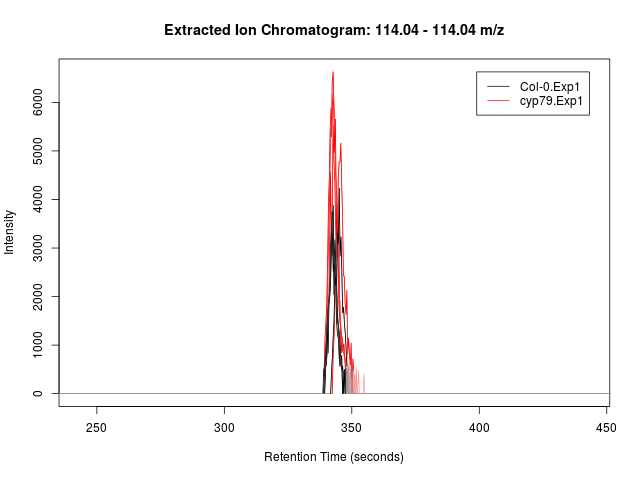 Extracted Ion Chromatogram: 114.04 - 114.04 m/z
Col-0.Exp1
cyp79.Exp1
6000
5000
4000
3000
2000
1000
0
Intensity
250
300
350
400
450
Retention Time (seconds)